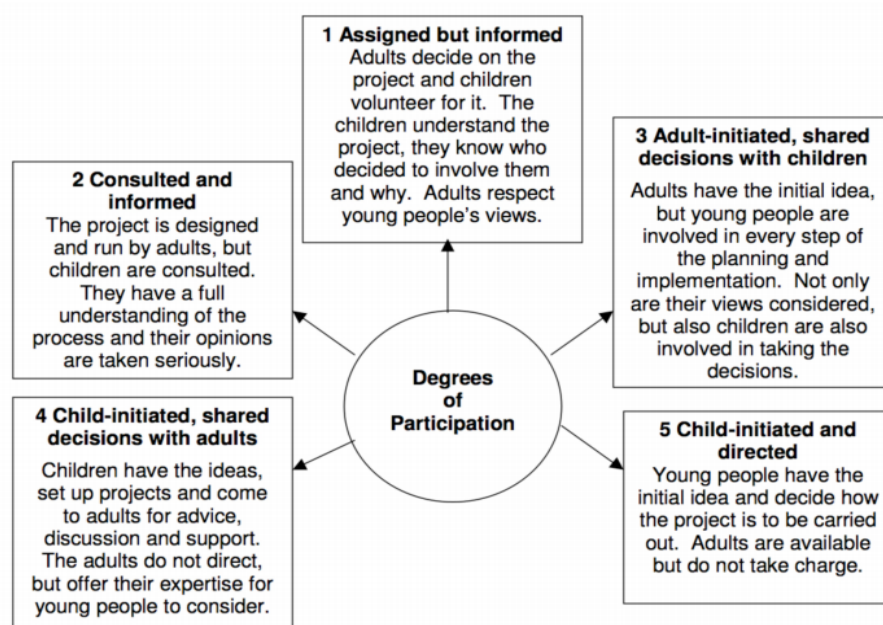 1 Assigned but informed
Adults decide on the
project and children
volunteer for it. The
children understand the
project, they know who
decided to involve them
and why. Adults respect
young people's views.
2 Consulted and
informed
The project is designed
and run by adults, but
children are consulted.
They have a full
understanding of the
process and their opinions
are taken seriously.
3 Adult-initiated, shared
decisions with children
Adults have the initial idea,
but young people are
involved in every step of
the planning and
implementation. Not only
are their views considered,
but also children are also
involved in taking the
decisions.
Degrees
of
Participation
4 Child-initiated, shared
decisions with adults
Children have the ideas,
set up projects and come
to adults for advice,
discussion and support.
The adults do not direct,
but offer their expertise for
young people to consider.
5 Child-initiated and
directed
Young people have the
initial idea and decide how
the project is to be carried
out. Adults are available
but do not take charge.